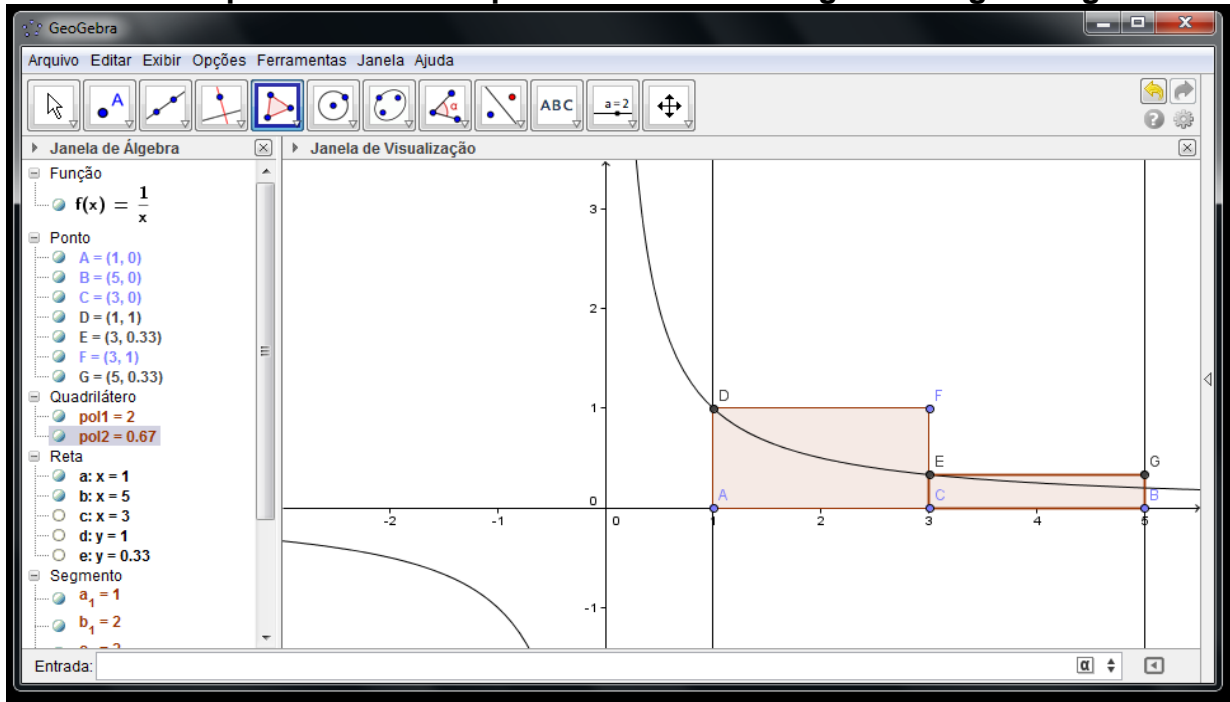 GeoGebra
Arquivo Editar Exibir Opções Ferramentas Janela Ajuda
A
α
ABC
a=2
Janela de Álgebra
Função
f(x) = 1/x
Ponto
A = (1, 0)
B = (5, 0)
C = (3, 0)
D = (1, 1)
E = (3, 0.33)
F = (3, 1)
G = (5, 0.33)
Quadrilátero
pol1 = 2
pol2 = 0.67
Reta
a: x = 1
b: x = 5
c: x = 3
d: y = 1
e: y = 0.33
Segmento
a₁ = 1
b₁ = 2
Janela de Visualização
3
2
D
F
1
E
G
0
A
C
B
-2
-1
0
1
2
3
4
5
-1
Entrada:
α